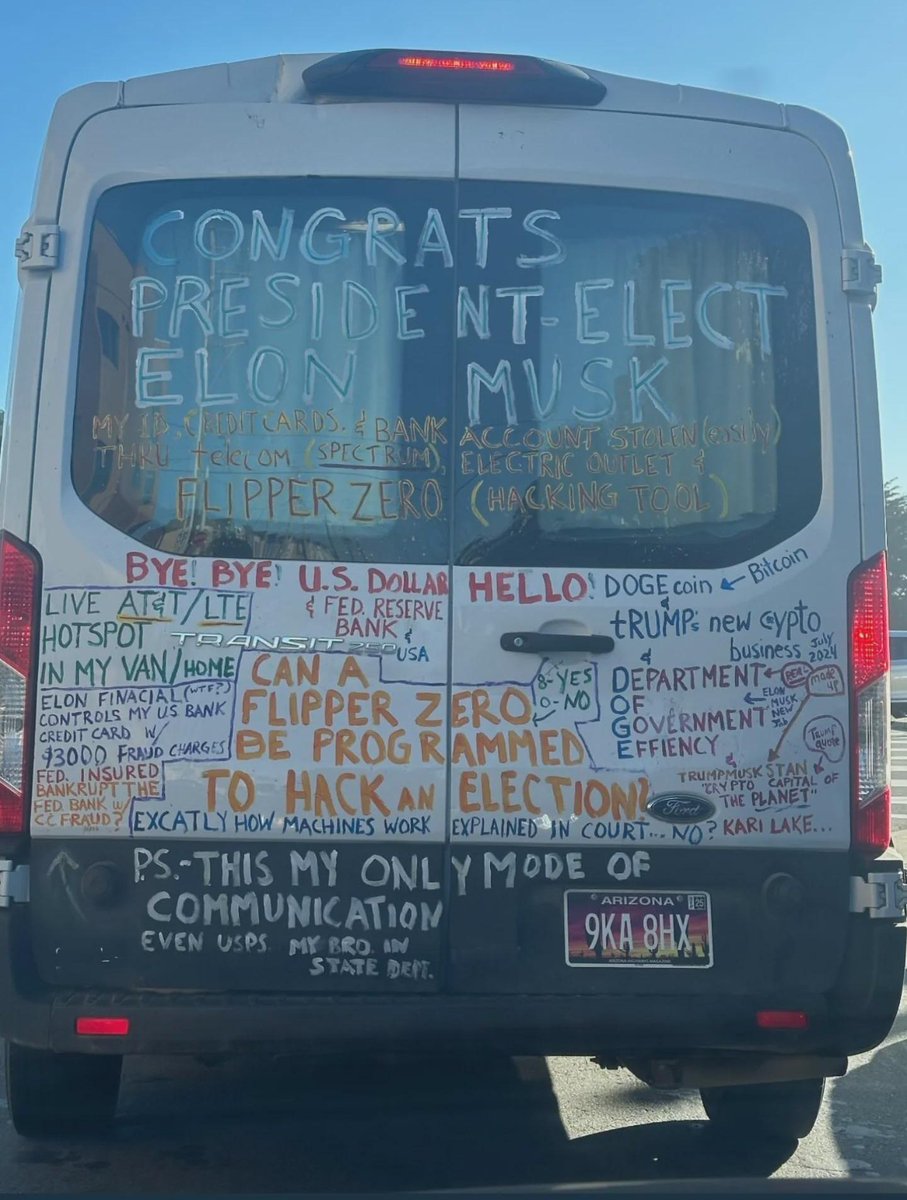 CONGRATS
PRESIDENT-ELECT
ELON MUSK
MY ID, CREDIT CARDS, & BANK ACCOUNT STOLEN (easily)
THRU telecom (SPECTRUM), ELECTRIC OUTLET &
FLIPPER ZERO (HACKING TOOL)
BYE! BYE! U.S. DOLLAR
& FED. RESERVE
BANK &
USA
HELLO! DOGE coin ← Bitcoin
& tRUMP's new crypto
business July
2024
LIVE AT&T/LTE
HOTSPOT
IN MY VAN/HOME
TRANSIT
ELON FINACIAL (WTF?)
CONTROLS MY U.S BANK
CREDIT CARD W/
$3000 FRAUD CHARGES
FED. INSURED
BANKRUPT THE
FED. BANK w/
C.C FRAUD?
CAN A
FLIPPER ZERO
BE PROGRAMMED
TO HACK AN ELECTION?
8-YES
0-NO
DEPARTMENT
OF
GOVERNMENT
EFFIENCY
REAL
made
up
ELON
MUSK
NEW
Job
TRUMP
QUOTE
TRUMPMUSK STAN
"CRYPTO CAPITAL OF
THE PLANET"
Ford
EXCATLY HOW MACHINES WORK EXPLAINED IN COURT... NO? KARI LAKE...
P.S.-THIS MY ONLY MODE OF
COMMUNICATION
EVEN USPS MY BRO. IN
STATE DEPT.
ARIZONA
25
9KA 8HX